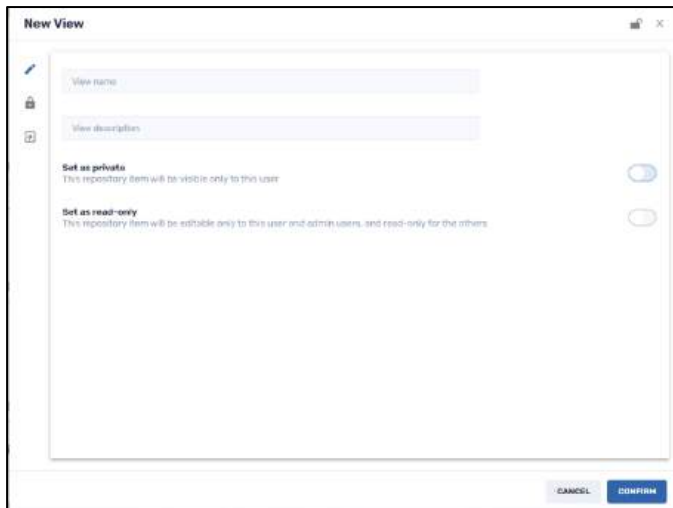 New View
View name
View description
Set as private
This repository item will be visible only to this user
Set as read-only
This repository item will be editable only to this user and admin users, and read-only for the others
CANCEL
CONFIRM